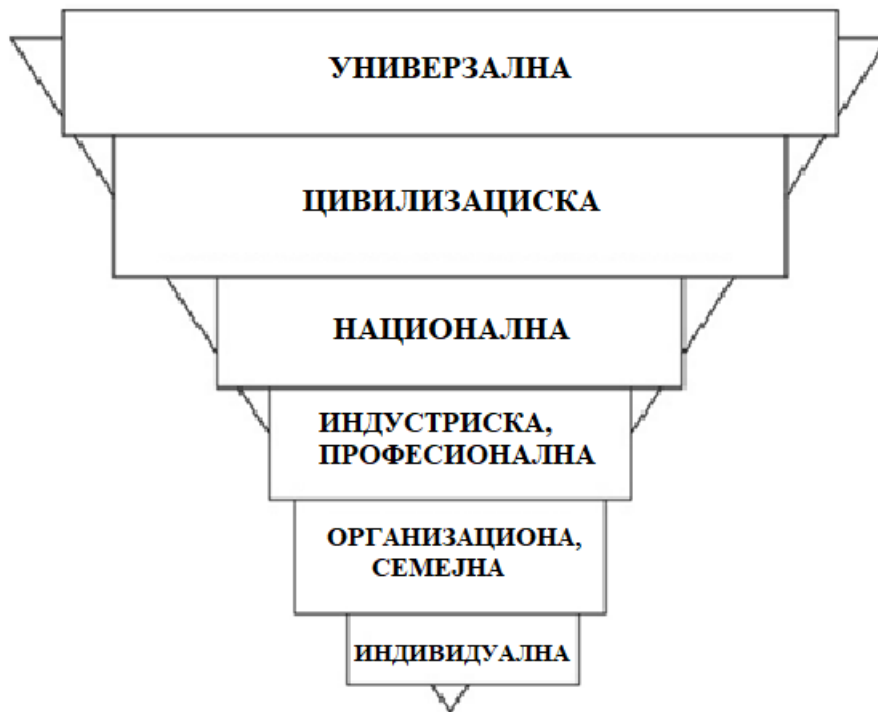 УНИВЕРЗАЛНА
ЦИВИЛИЗАЦИСКА
НАЦИОНАЛНА
ИНДУСТРИСКА,
ПРОФЕСИОНАЛНА
ОРГАНИЗАЦИОНА,
СЕМЕЈНА
ИНДИВИДУАЛНА